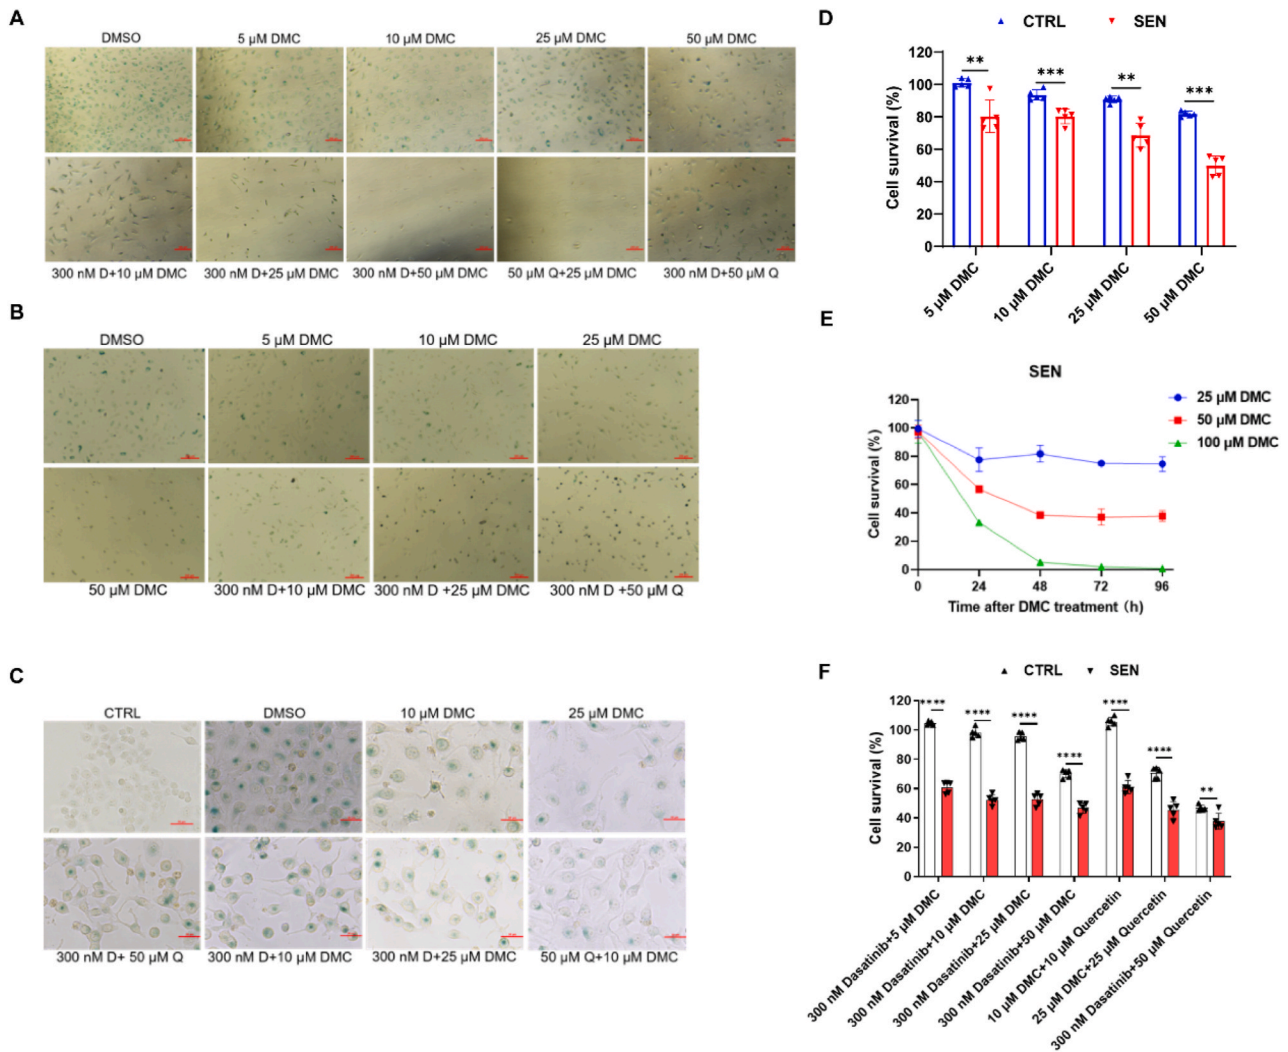 A
DMSO
5 µM DMC
10 µM DMC
25 µM DMC
50 µM DMC
300 nM D+10 µM DMC
300 nM D+25 µM DMC
300 nM D+50 µM DMC
50 µM Q+25 µM DMC
300 nM D+50 µM Q
B
DMSO
5 µM DMC
10 µM DMC
25 µM DMC
50 µM DMC
300 nM D+10 µM DMC
300 nM D +25 µM DMC
300 nM D +50 µM Q
C
CTRL
DMSO
10 µM DMC
25 µM DMC
300 nM D+ 50 µM Q
300 nM D+10 µM DMC
300 nM D+25 µM DMC
50 µM Q+10 µM DMC
D
CTRL
SEN
Cell survival (%)
120
100
80
60
40
20
0
**
***
**
***
5 µM DMC
10 µM DMC
25 µM DMC
50 µM DMC
E
SEN
25 µM DMC
50 µM DMC
100 µM DMC
Cell survival (%)
120
100
80
60
40
20
0
0
24
48
72
96
Time after DMC treatment (h)
F
CTRL
SEN
Cell survival (%)
120
100
80
60
40
20
0
****
****
****
****
****
****
**
300 nM Dasatinib+5 µM DMC
300 nM Dasatinib+10 µM DMC
300 nM Dasatinib+25 µM DMC
300 nM Dasatinib+50 µM DMC
10 µM DMC+10 µM Quercetin
25 µM DMC+25 µM Quercetin
300 nM Dasatinib+50 µM Quercetin